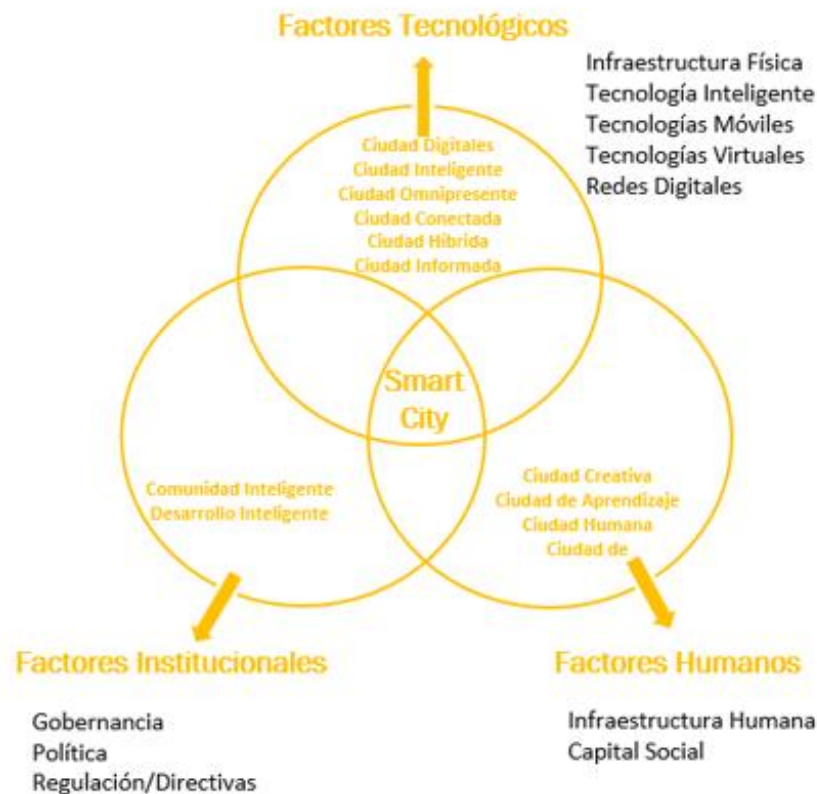 Factores Tecnológicos
Infraestructura Física
Tecnología Inteligente
Tecnologías Móviles
Tecnologías Virtuales
Redes Digitales
Ciudad Digitales
Ciudad Inteligente
Ciudad Omnipresente
Ciudad Conectada
Ciudad Híbrida
Ciudad Informada
Smart
City
Comunidad Inteligente
Desarrollo Inteligente
Ciudad Creativa
Ciudad de Aprendizaje
Ciudad Humana
Ciudad de
Factores Institucionales
Gobernancia
Política
Regulación/Directivas
Factores Humanos
Infraestructura Humana
Capital Social